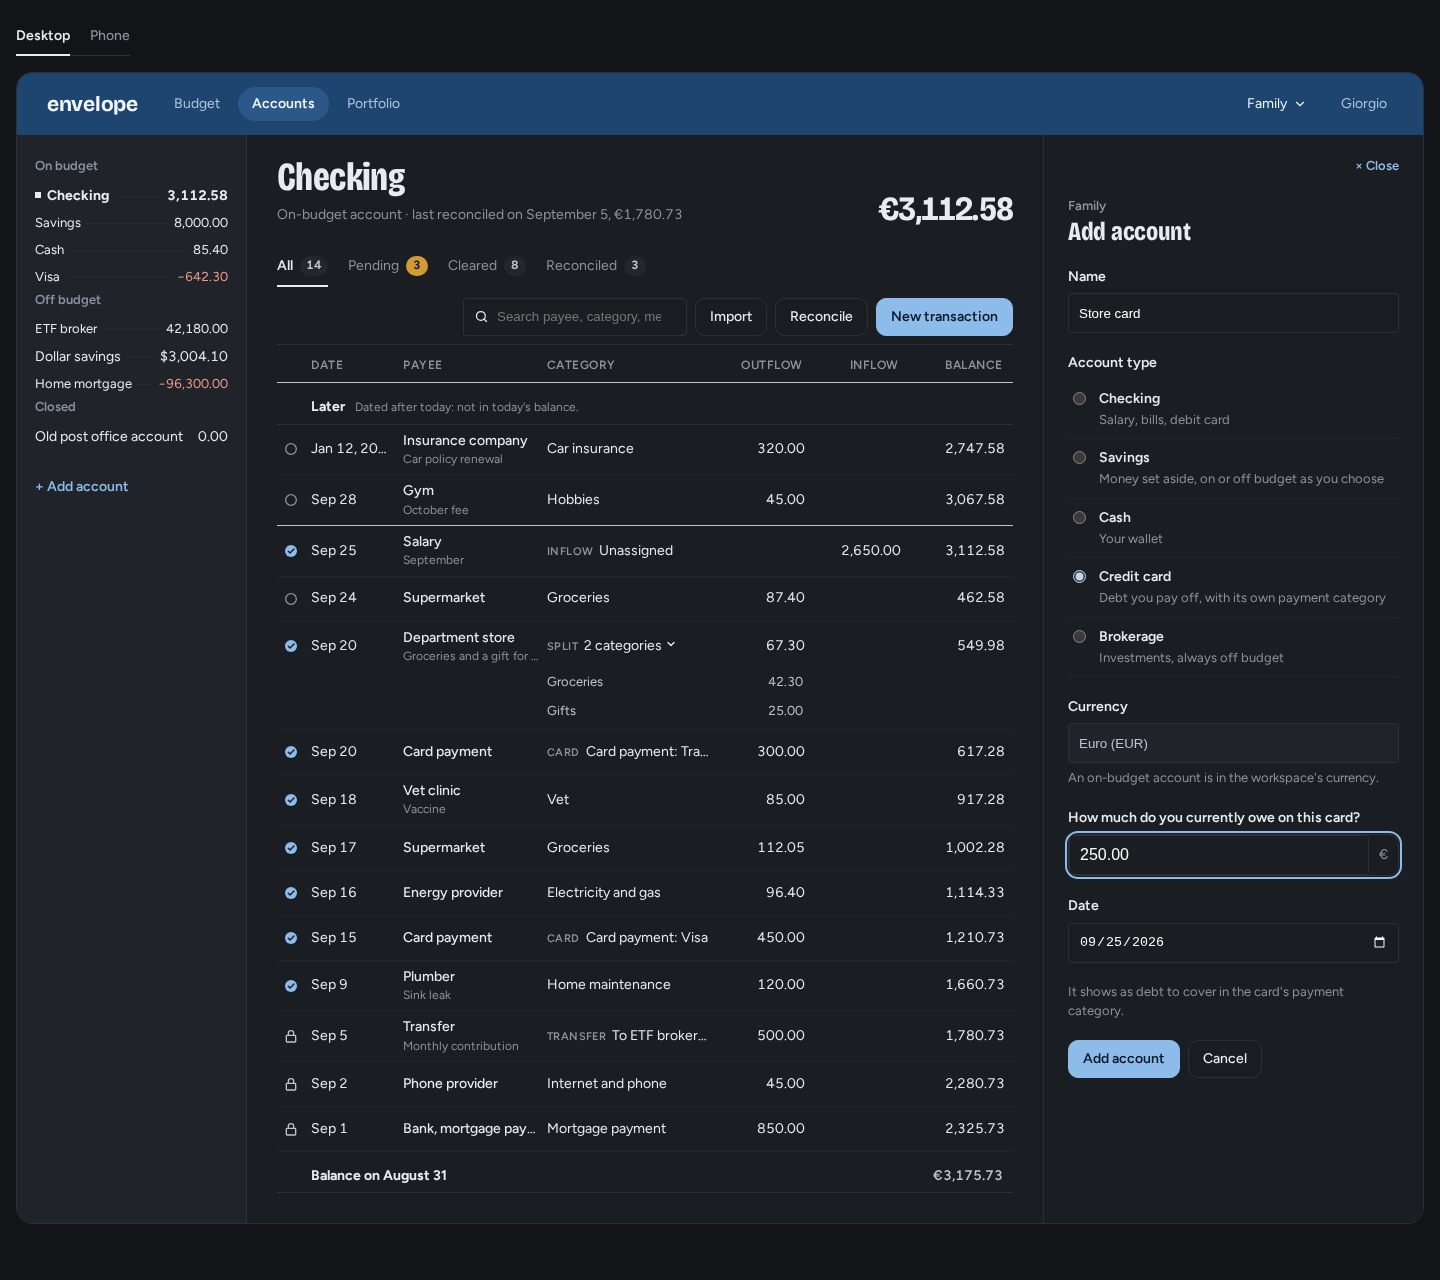 Desktop Phone
envelope Budget Accounts Portfolio Family Giorgio
On budget
Checking 3,112.58
Savings 8,000.00
Cash 85.40
Visa −642.30
Off budget
ETF broker 42,180.00
Dollar savings $3,004.10
Home mortgage −96,300.00
Closed
Old post office account 0.00
+ Add account
Checking
On-budget account · last reconciled on September 5, €1,780.73
€3,112.58
All 14 Pending 3 Cleared 8 Reconciled 3
Search payee, category, me Import Reconcile New transaction
DATE PAYEE CATEGORY OUTFLOW INFLOW BALANCE
Later Dated after today: not in today's balance.
Jan 12, 20... Insurance company Car insurance 320.00 2,747.58
Car policy renewal
Sep 28 Gym Hobbies 45.00 3,067.58
October fee
Sep 25 Salary INFLOW Unassigned 2,650.00 3,112.58
September
Sep 24 Supermarket Groceries 87.40 462.58
Sep 20 Department store SPLIT 2 categories 67.30 549.98
Groceries and a gift for ...
Groceries 42.30
Gifts 25.00
Sep 20 Card payment CARD Card payment: Tra... 300.00 617.28
Sep 18 Vet clinic Vet 85.00 917.28
Vaccine
Sep 17 Supermarket Groceries 112.05 1,002.28
Sep 16 Energy provider Electricity and gas 96.40 1,114.33
Sep 15 Card payment CARD Card payment: Visa 450.00 1,210.73
Sep 9 Plumber Home maintenance 120.00 1,660.73
Sink leak
Sep 5 Transfer TRANSFER To ETF broker... 500.00 1,780.73
Monthly contribution
Sep 2 Phone provider Internet and phone 45.00 2,280.73
Sep 1 Bank, mortgage pay... Mortgage payment 850.00 2,325.73
Balance on August 31 €3,175.73
× Close
Family
Add account
Name
Store card
Account type
Checking
Salary, bills, debit card
Savings
Money set aside, on or off budget as you choose
Cash
Your wallet
Credit card
Debt you pay off, with its own payment category
Brokerage
Investments, always off budget
Currency
Euro (EUR)
An on-budget account is in the workspace's currency.
How much do you currently owe on this card?
250.00 €
Date
09/25/2026
It shows as debt to cover in the card's payment
category.
Add account Cancel